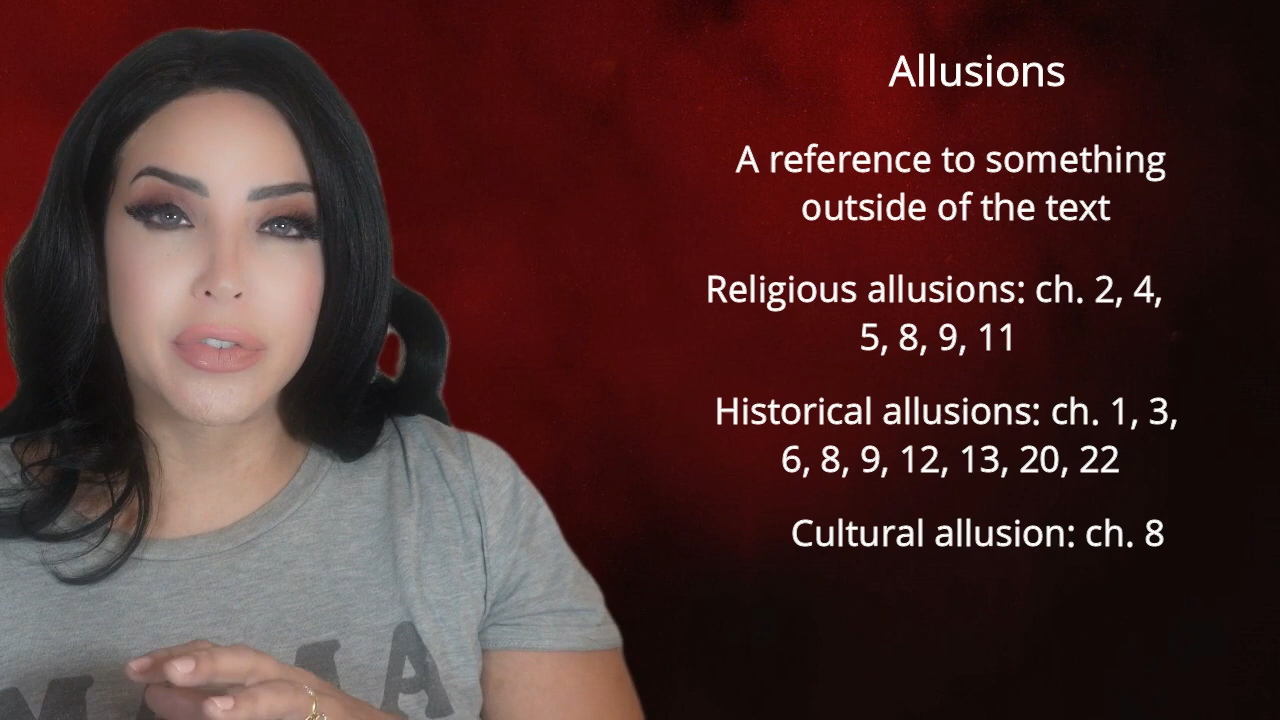 Allusions
A reference to something
outside of the text
Religious allusions: ch. 2, 4,
5, 8, 9, 11
Historical allusions: ch. 1, 3,
6, 8, 9, 12, 13, 20, 22
Cultural allusion: ch. 8